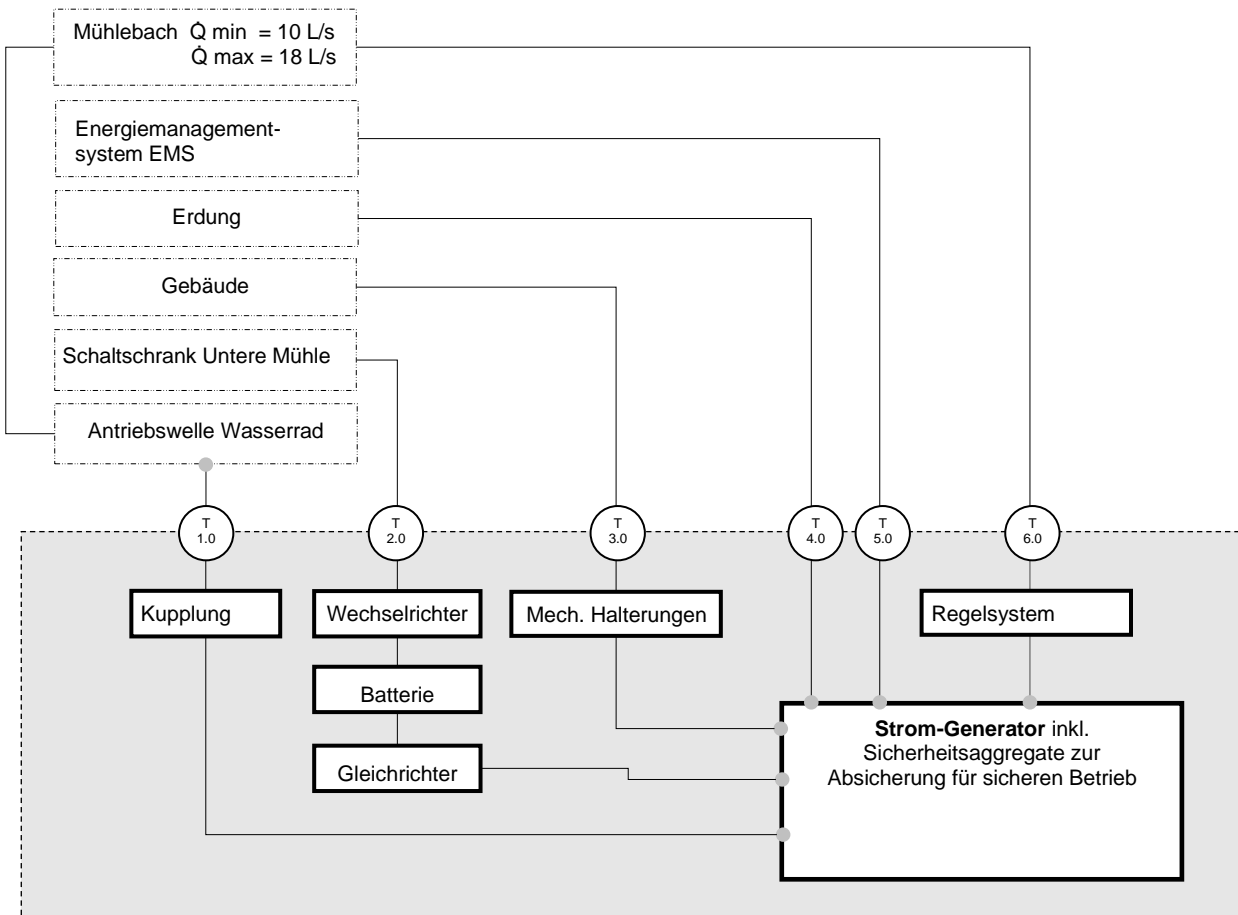 Mühlebach Q̇ min = 10 L/s
Q̇ max = 18 L/s
Energiemanagement-
system EMS
Erdung
Gebäude
Schaltschrank Untere Mühle
Antriebswelle Wasserrad
T
1.0
T
2.0
T
3.0
T
4.0
T
5.0
T
6.0
Kupplung
Wechselrichter
Mech. Halterungen
Regelsystem
Batterie
Gleichrichter
Strom-Generator inkl.
Sicherheitsaggregate zur
Absicherung für sicheren Betrieb